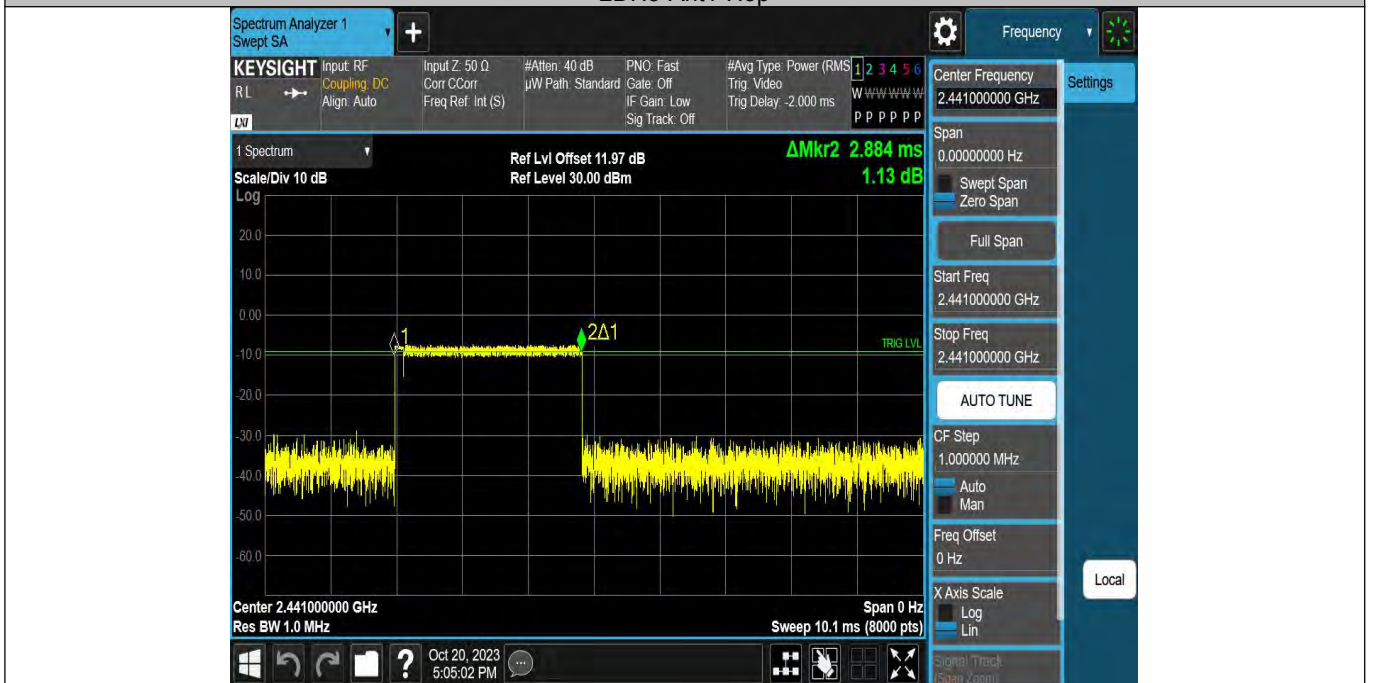 Spectrum Analyzer 1
Swept SA
Frequency
KEYSIGHT
RL
LXI
Input: RF
Coupling: DC
Align: Auto
Input Z: 50 Ω
Corr CCorr
Freq Ref: Int (S)
#Atten: 40 dB
µW Path: Standard
PNO: Fast
Gate: Off
IF Gain: Low
Sig Track: Off
#Avg Type: Power (RMS
Trig: Video
Trig Delay: -2.000 ms
1 2 3 4 5 6
W W W W W W
P P P P P P
Center Frequency
2.441000000 GHz
Settings
1 Spectrum
Ref Lvl Offset 11.97 dB
ΔMkr2 2.884 ms
Scale/Div 10 dB
Ref Level 30.00 dBm
1.13 dB
Log
20.0
10.0
0.00
-10.0
-20.0
-30.0
-40.0
-50.0
-60.0
1
2Δ1
TRIG LVL
Center 2.441000000 GHz
Span 0 Hz
Res BW 1.0 MHz
Sweep 10.1 ms (8000 pts)
Span
0.00000000 Hz
Swept Span
Zero Span
Full Span
Start Freq
2.441000000 GHz
Stop Freq
2.441000000 GHz
AUTO TUNE
CF Step
1.000000 MHz
Auto
Man
Freq Offset
0 Hz
X Axis Scale
Log
Lin
Signal Track
(Span Zoom)
Local
?
Oct 20, 2023
5:05:02 PM